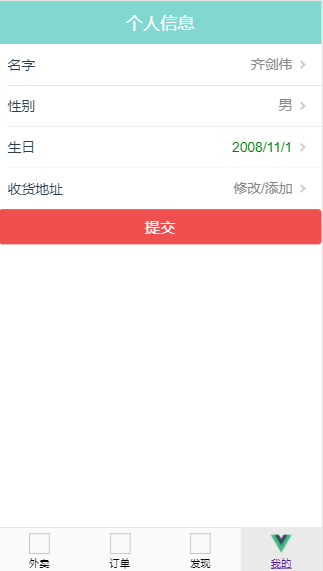 个人信息
名字 齐剑伟
性别 男
生日 2008/11/1
收货地址 修改/添加
提交
外卖 订单 发现 我的